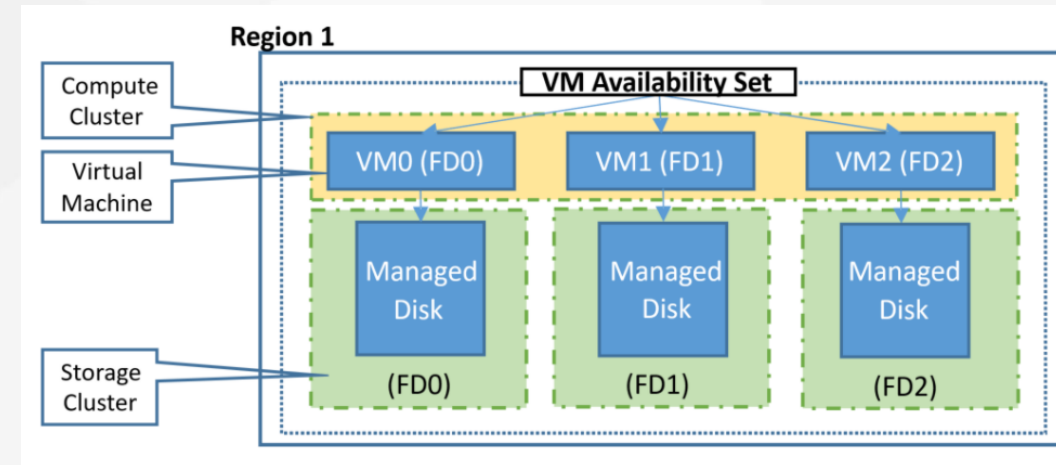 Region 1
Compute
Cluster
VM Availability Set
Virtual
Machine
VM0 (FD0)
VM1 (FD1)
VM2 (FD2)
Managed
Disk
Managed
Disk
Managed
Disk
Storage
Cluster
(FD0)
(FD1)
(FD2)